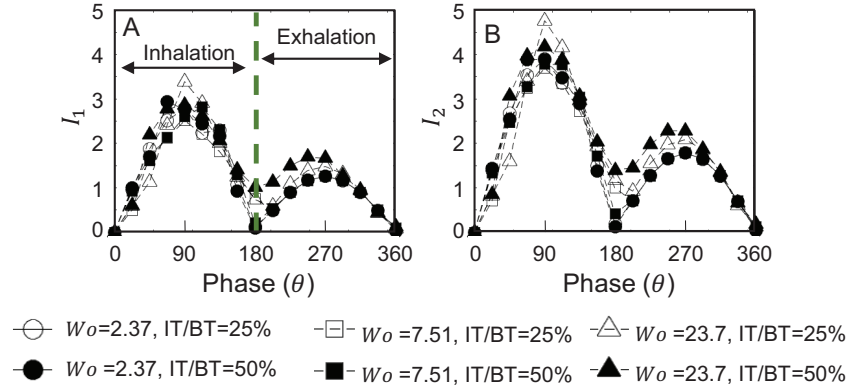 A
Inhalation
Exhalation
I1
5
4
3
2
1
0
0
90
180
270
360
Phase (θ)
B
I2
5
4
3
2
1
0
0
90
180
270
360
Phase (θ)
Wo=2.37, IT/BT=25%
Wo=7.51, IT/BT=25%
Wo=23.7, IT/BT=25%
Wo=2.37, IT/BT=50%
Wo=7.51, IT/BT=50%
Wo=23.7, IT/BT=50%